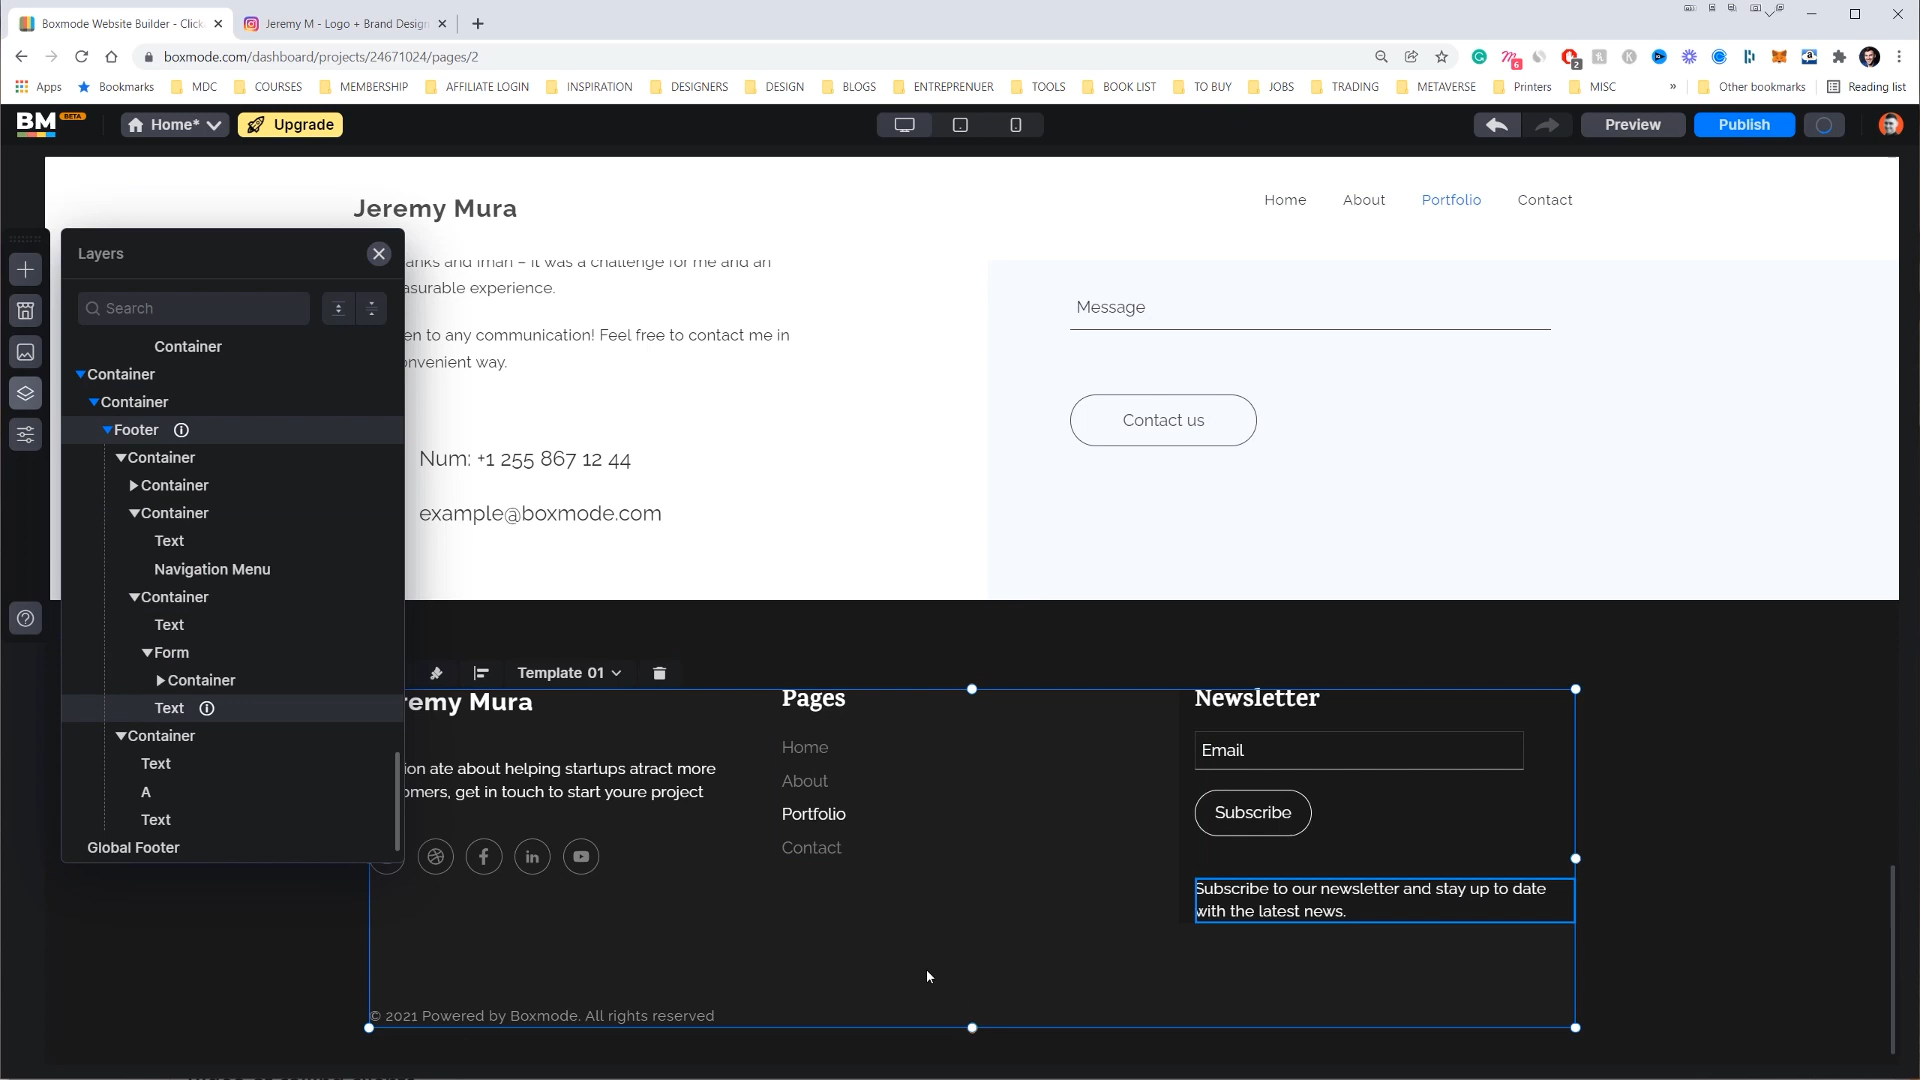 Boxmode Website Builder - Click
Jeremy M - Logo + Brand Design
boxmode.com/dashboard/projects/24671024/pages/2
6
2
Apps
Bookmarks
MDC
COURSES
MEMBERSHIP
AFFILIATE LOGIN
INSPIRATION
DESIGNERS
DESIGN
BLOGS
ENTREPRENUER
TOOLS
BOOK LIST
TO BUY
JOBS
TRADING
METAVERSE
Printers
MISC
»
Other bookmarks
Reading list
BM BETA
Home*
Upgrade
Preview
Publish
Jeremy Mura
Home
About
Portfolio
Contact
Layers
Search
Container
Container
Container
Footer
Container
Container
Container
Text
Navigation Menu
Container
Text
Form
Container
Text
Container
Text
A
Text
Global Footer
anks and Iman – it was a challenge for me and an
asurable experience.
en to any communication! Feel free to contact me in
onvenient way.
Num: +1 255 867 12 44
example@boxmode.com
Message
Contact us
Template 01
remy Mura
ion ate about helping startups atract more
omers, get in touch to start youre project
Pages
Home
About
Portfolio
Contact
Newsletter
Email
Subscribe
Subscribe to our newsletter and stay up to date
with the latest news.
© 2021 Powered by Boxmode. All rights reserved